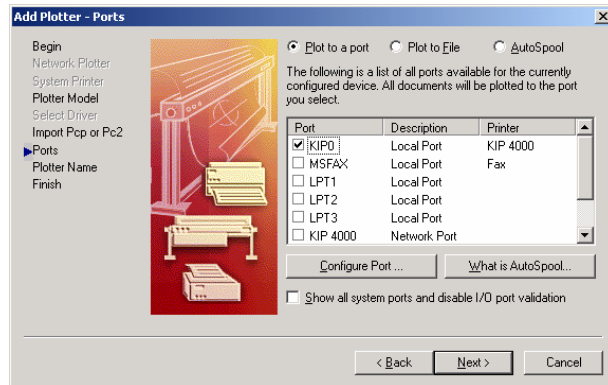 Add Plotter - Ports
Begin
Network Plotter
System Printer
Plotter Model
Select Driver
Import Pcp or Pc2
Ports
Plotter Name
Finish
Plot to a port Plot to File AutoSpool
The following is a list of all ports available for the currently
configured device. All documents will be plotted to the port
you select.
Port Description Printer
KIP0 Local Port KIP 4000
MSFAX Local Port Fax
LPT1 Local Port
LPT2 Local Port
LPT3 Local Port
KIP 4000 Network Port
Configure Port ... What is AutoSpool...
Show all system ports and disable I/O port validation
< Back Next > Cancel